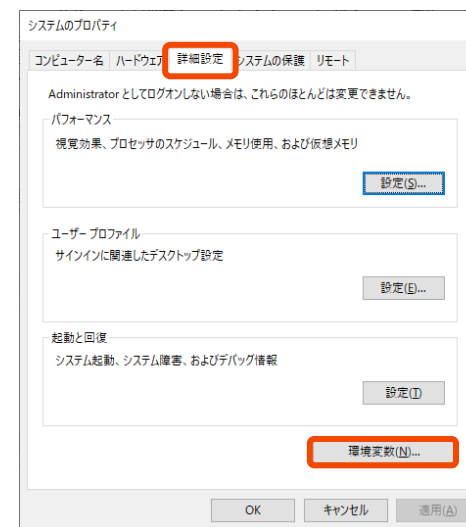 システムのプロパティ
コンピューター名 ハードウェア 詳細設定 システムの保護 リモート
Administrator としてログオンしない場合は、これらのほとんどは変更できません。
パフォーマンス
視覚効果、プロセッサのスケジュール、メモリ使用、および仮想メモリ
設定(S)...
ユーザー プロファイル
サインインに関連したデスクトップ設定
設定(E)...
起動と回復
システム起動、システム障害、およびデバッグ情報
設定(T)
環境変数(N)...
OK キャンセル 適用(A)